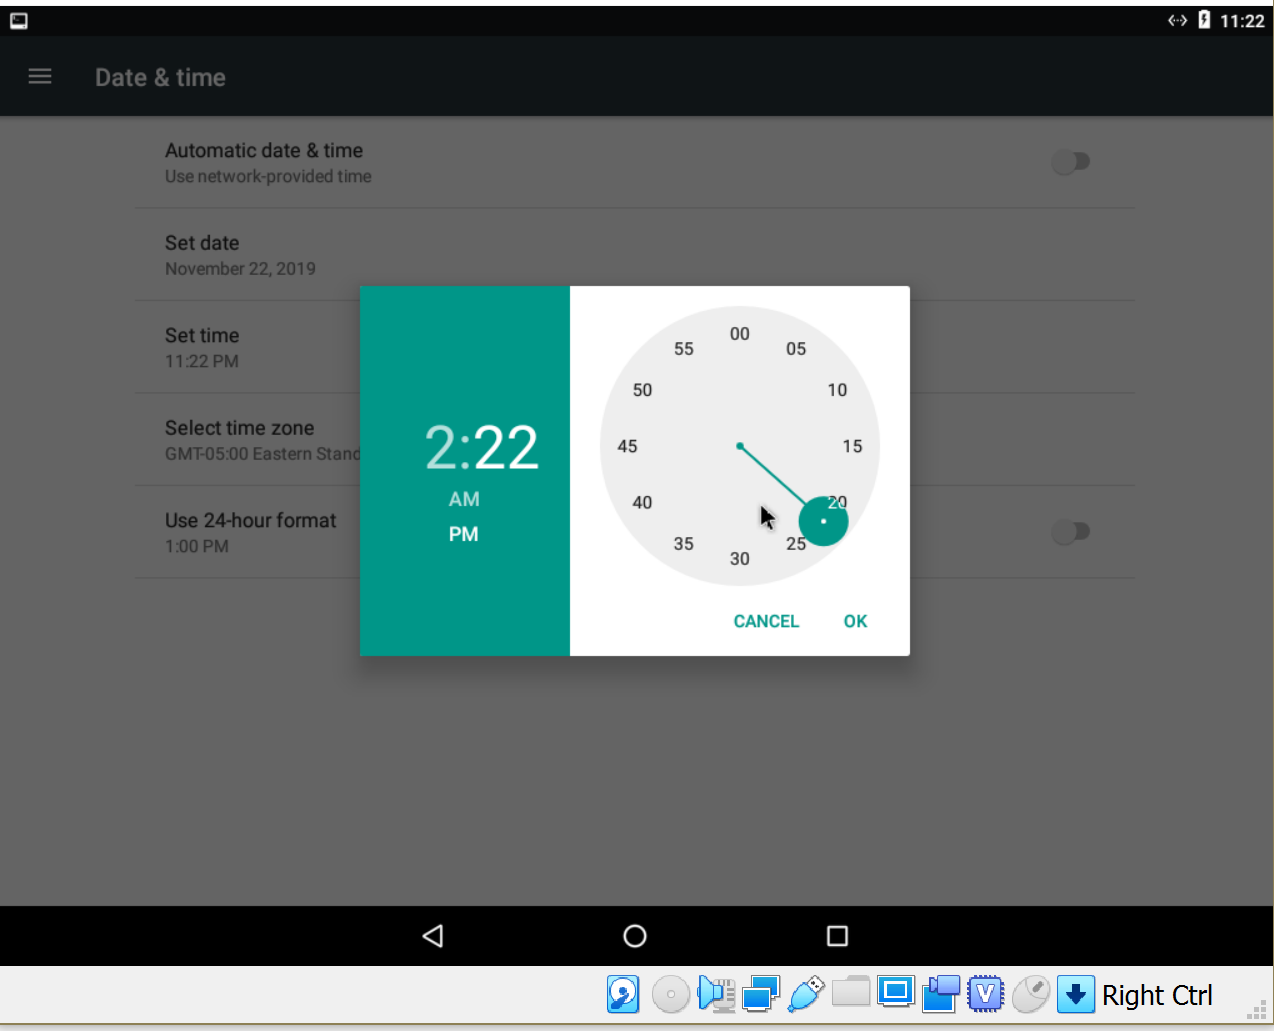 11:22
Date & time
Automatic date & time
Use network-provided time
Set date
November 22, 2019
Set time
11:22 PM
Select time zone
GMT-05:00 Eastern Stand
Use 24-hour format
1:00 PM
2:22
AM
PM
00
05
10
15
20
25
30
35
40
45
50
55
CANCEL
OK
V
Right Ctrl